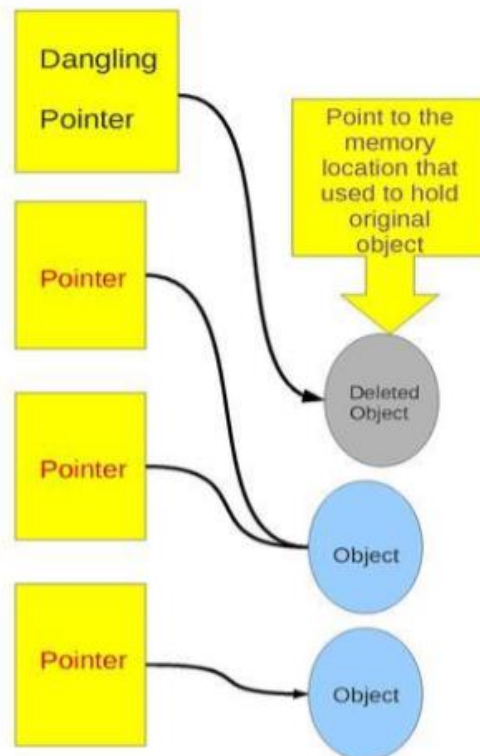 Dangling
Pointer
Point to the
memory
location that
used to hold
original
object
Pointer
Deleted
Object
Pointer
Object
Pointer
Object